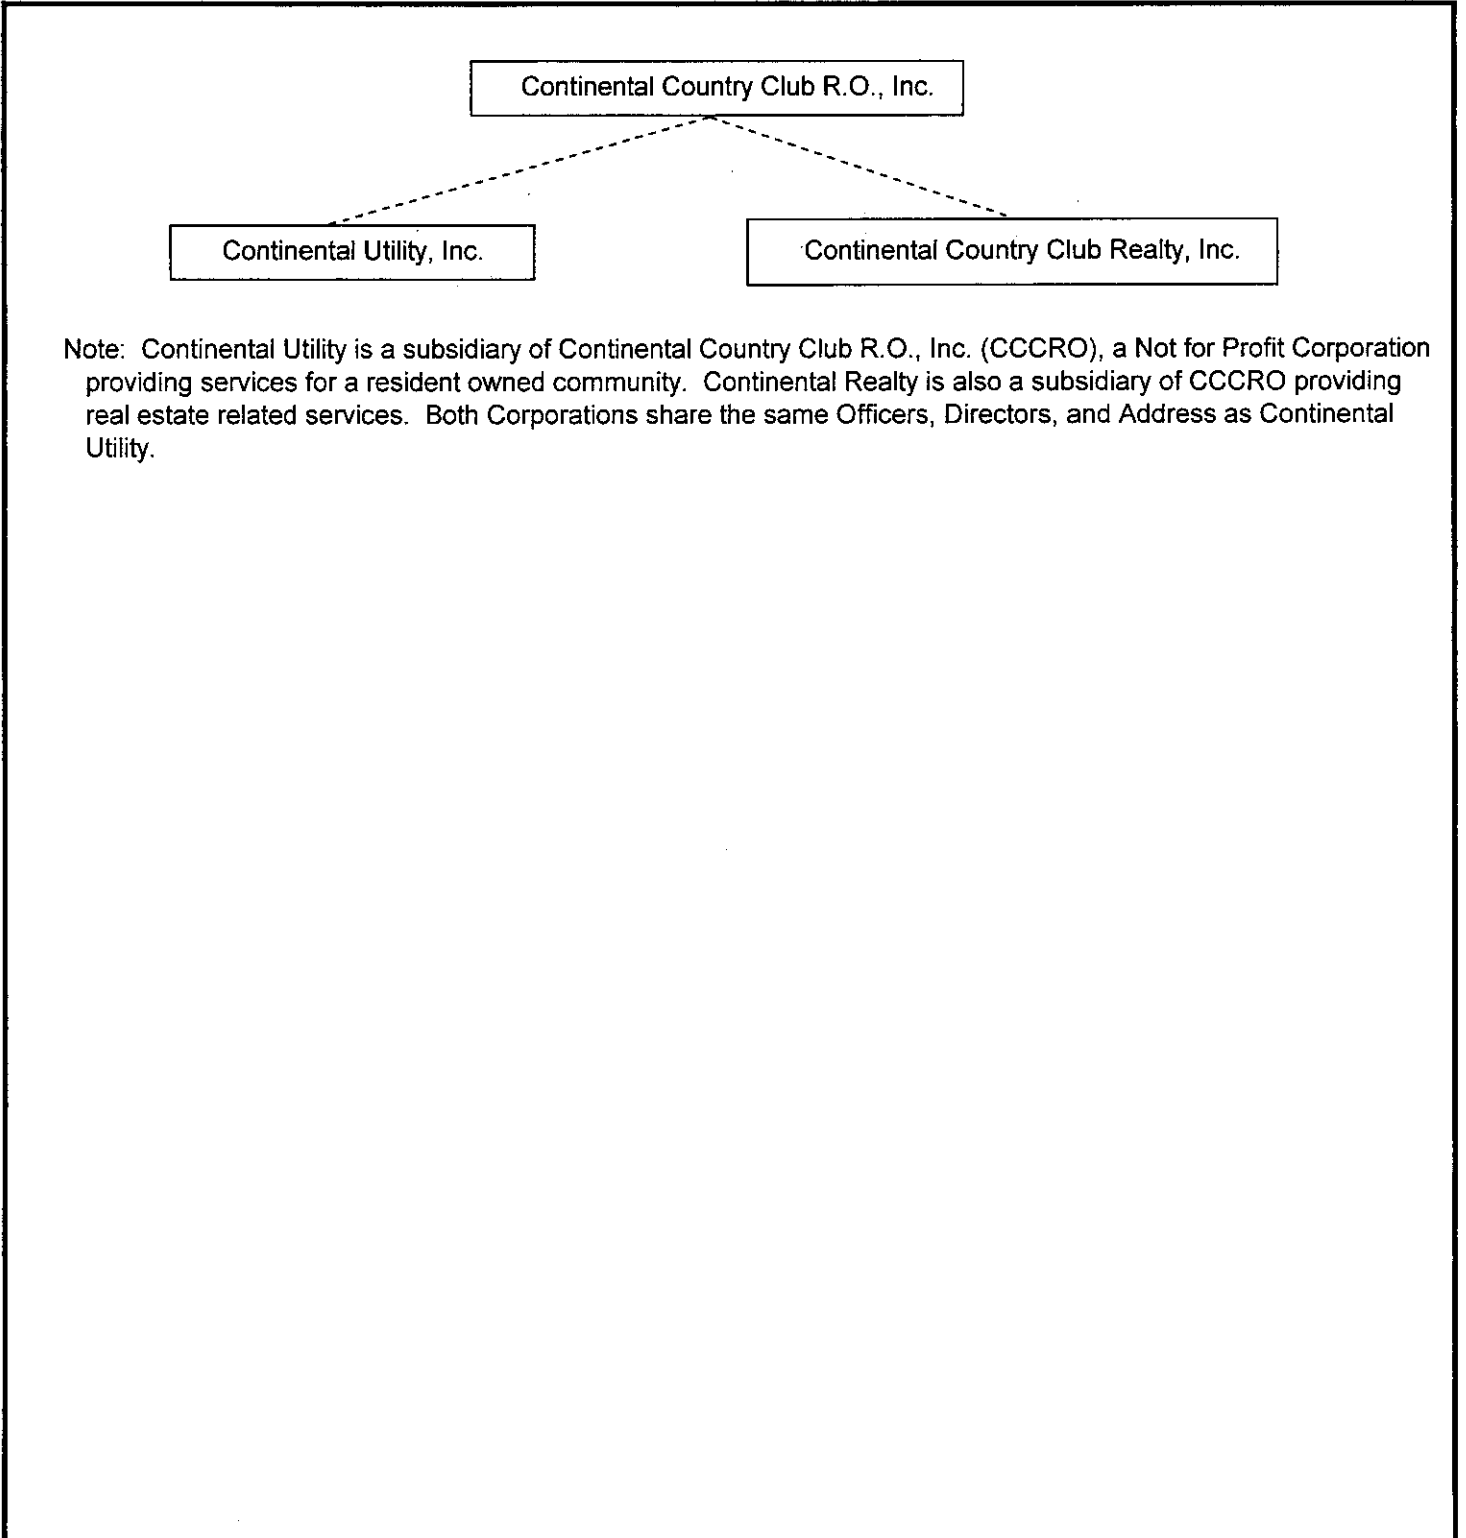 Continental Country Club R.O., Inc.
Continental Utility, Inc.
Continental Country Club Realty, Inc.
Note: Continental Utility is a subsidiary of Continental Country Club R.O., Inc. (CCCRO), a Not for Profit Corporation
providing services for a resident owned community. Continental Realty is also a subsidiary of CCCRO providing
real estate related services. Both Corporations share the same Officers, Directors, and Address as Continental
Utility.